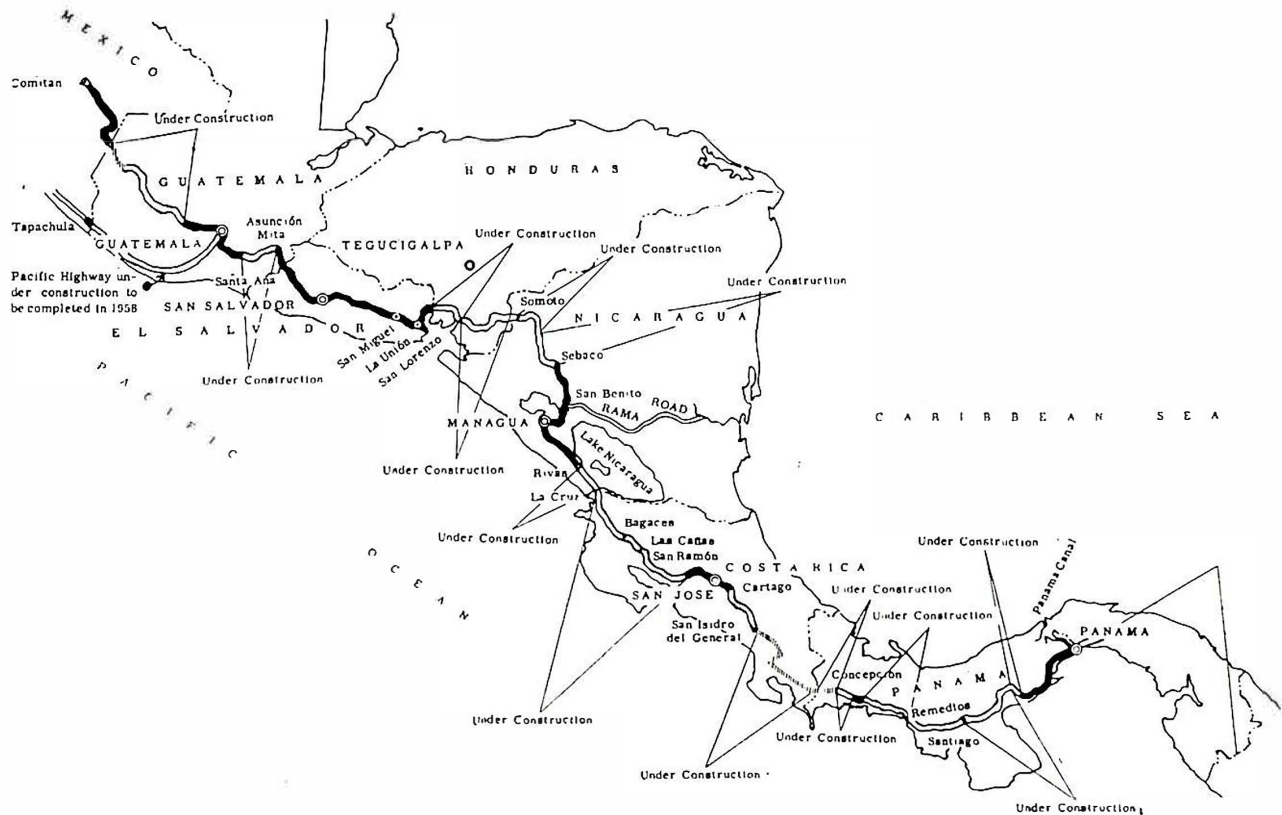 MEXICO
Comitan
Under Construction
GUATEMALA
HONDURAS
Tapachula
GUATEMALA
Asunción
Mita
TEGUCIGALPA
Under Construction
Under Construction
Under Construction
Pacific Highway un-
der construction to
be completed in 1958
Santa Ana
SAN SALVADOR
EL SALVADOR
Somoto
NICARAGUA
San Miguel
La Unión
San Lorenzo
Sebaco
Under Construction
PACIFIC
San Benito
RAMA ROAD
CARIBBEAN SEA
MANAGUA
Lake Nicaragua
Under Construction
Rivas
La Cruz
Under Construction
Bagaces
Las Cañas
San Ramón
Under Construction
Panama Canal
OCEAN
COSTA RICA
SAN JOSE
Cartago
Under Construction
Under Construction
San Isidro
del General
PANAMA
Concepción
PANAMA
Remedios
Under Construction
Under Construction
Santiago
Under Construction
Under Construction